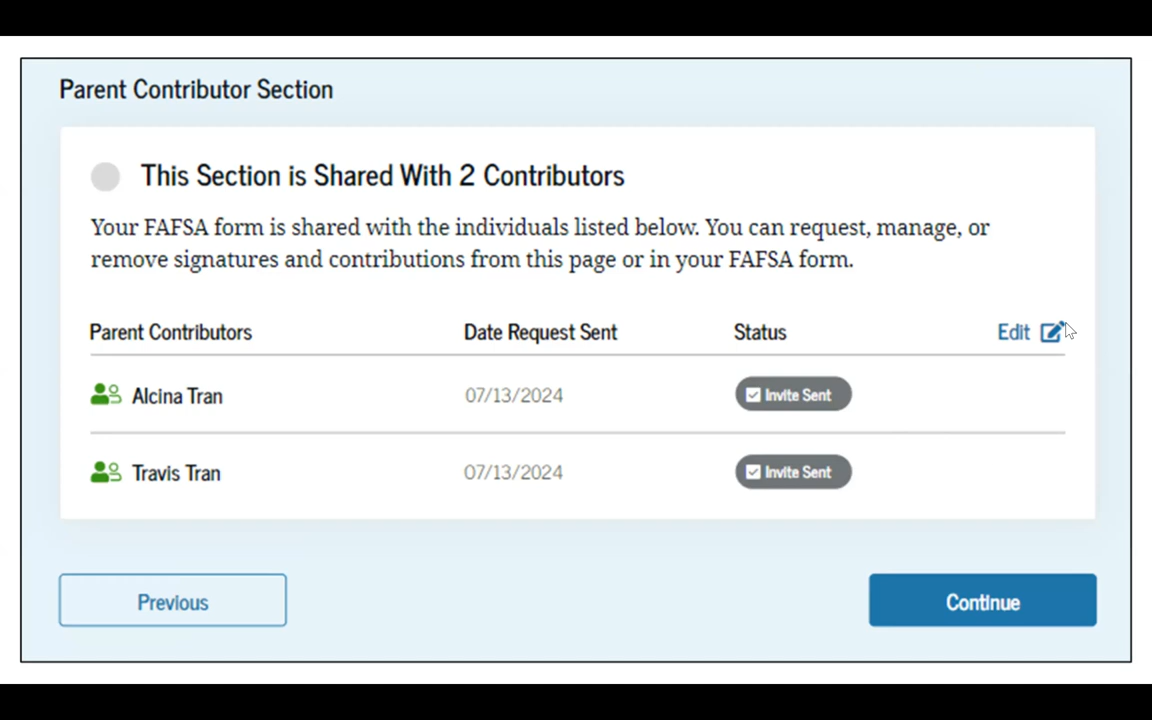 Parent Contributor Section
This Section is Shared With 2 Contributors
Your FAFSA form is shared with the individuals listed below. You can request, manage, or
remove signatures and contributions from this page or in your FAFSA form.
Parent Contributors Date Request Sent Status Edit
Alcina Tran 07/13/2024 Invite Sent
Travis Tran 07/13/2024 Invite Sent
Previous Continue